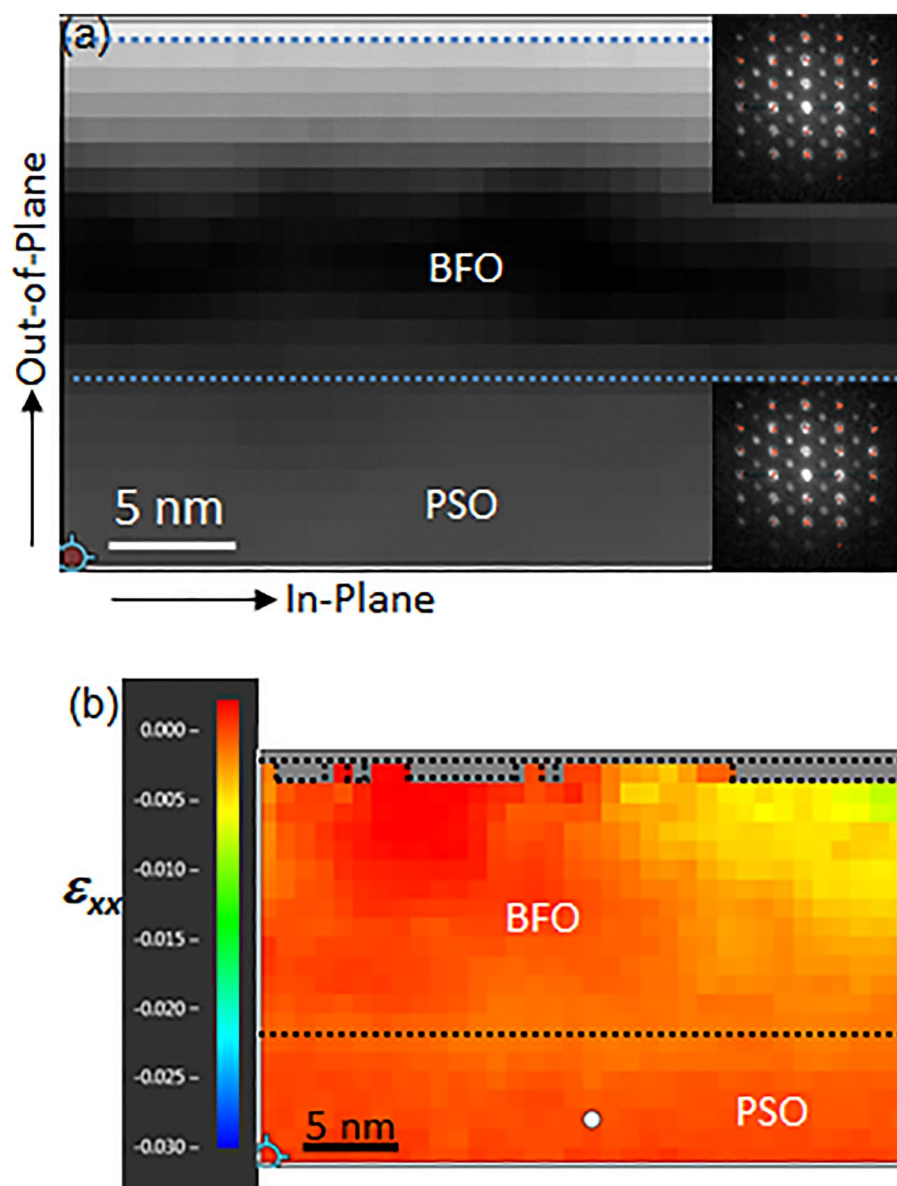 (a)
Out-of-Plane
BFO
5 nm
PSO
In-Plane
(b)
0.000 –
-0.005 –
-0.010 –
-0.015 –
-0.020 –
-0.025 –
-0.030 –
εxx
BFO
PSO
5 nm